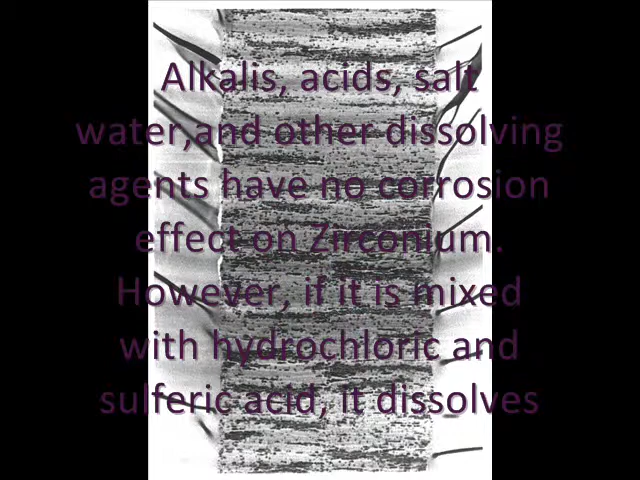 Alkalis, acids, salt
water,and other dissolving
agents have no corrosion
effect on Zirconium.
However, if it is mixed
with hydrochloric and
sulferic acid, it dissolves